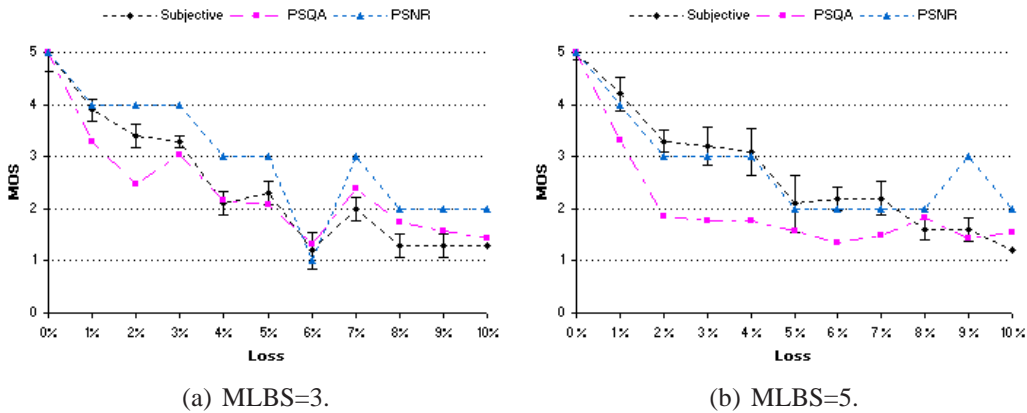 Subjective PSQA PSNR
5
4
3
2
1
0
MOS
0% 1% 2% 3% 4% 5% 6% 7% 8% 9% 10%
Loss
(a) MLBS=3.
Subjective PSQA PSNR
5
4
3
2
1
0
MOS
0% 1% 2% 3% 4% 5% 6% 7% 8% 9% 10%
Loss
(b) MLBS=5.